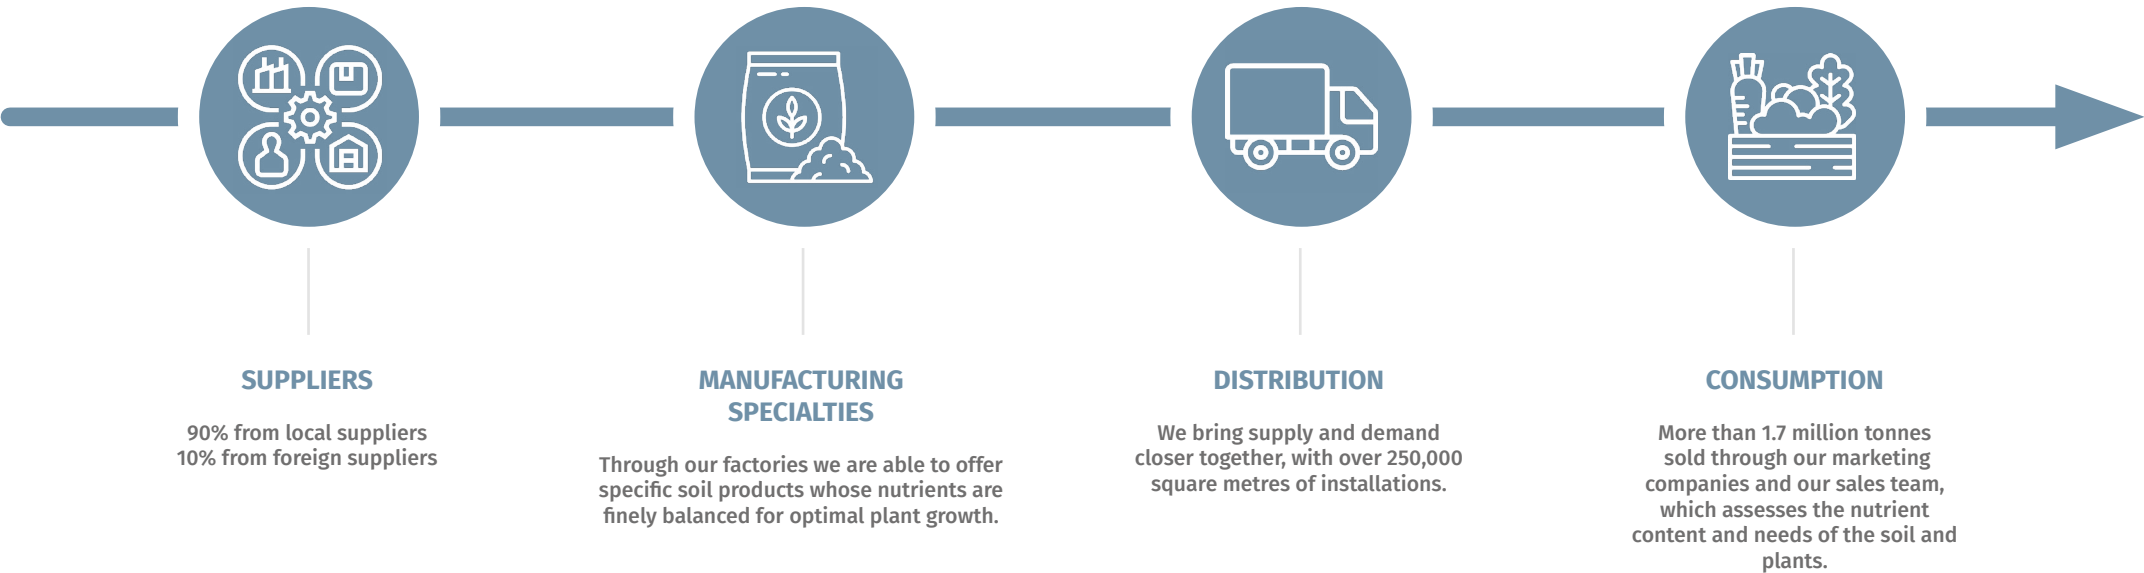 SUPPLIERS
90% from local suppliers
10% from foreign suppliers
MANUFACTURING
SPECIALTIES
Through our factories we are able to offer
specific soil products whose nutrients are
finely balanced for optimal plant growth.
DISTRIBUTION
We bring supply and demand
closer together, with over 250,000
square metres of installations.
CONSUMPTION
More than 1.7 million tonnes
sold through our marketing
companies and our sales team,
which assesses the nutrient
content and needs of the soil and
plants.